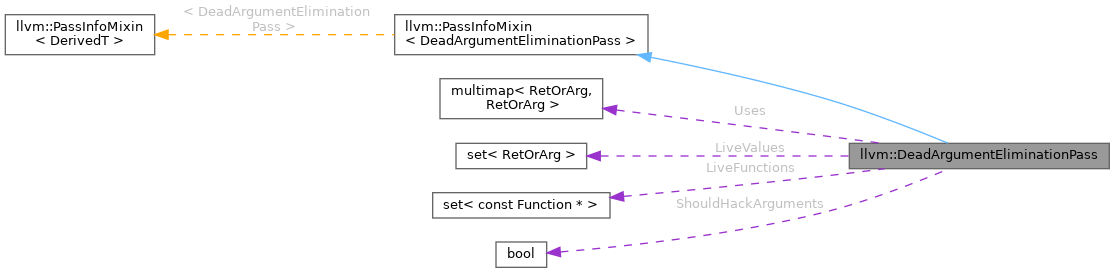 llvm::PassInfoMixin
< DerivedT >
< DeadArgumentElimination
Pass >
llvm::PassInfoMixin
< DeadArgumentEliminationPass >
multimap< RetOrArg,
RetOrArg >
Uses
set< RetOrArg >
LiveValues
llvm::DeadArgumentEliminationPass
LiveFunctions
set< const Function * >
ShouldHackArguments
bool